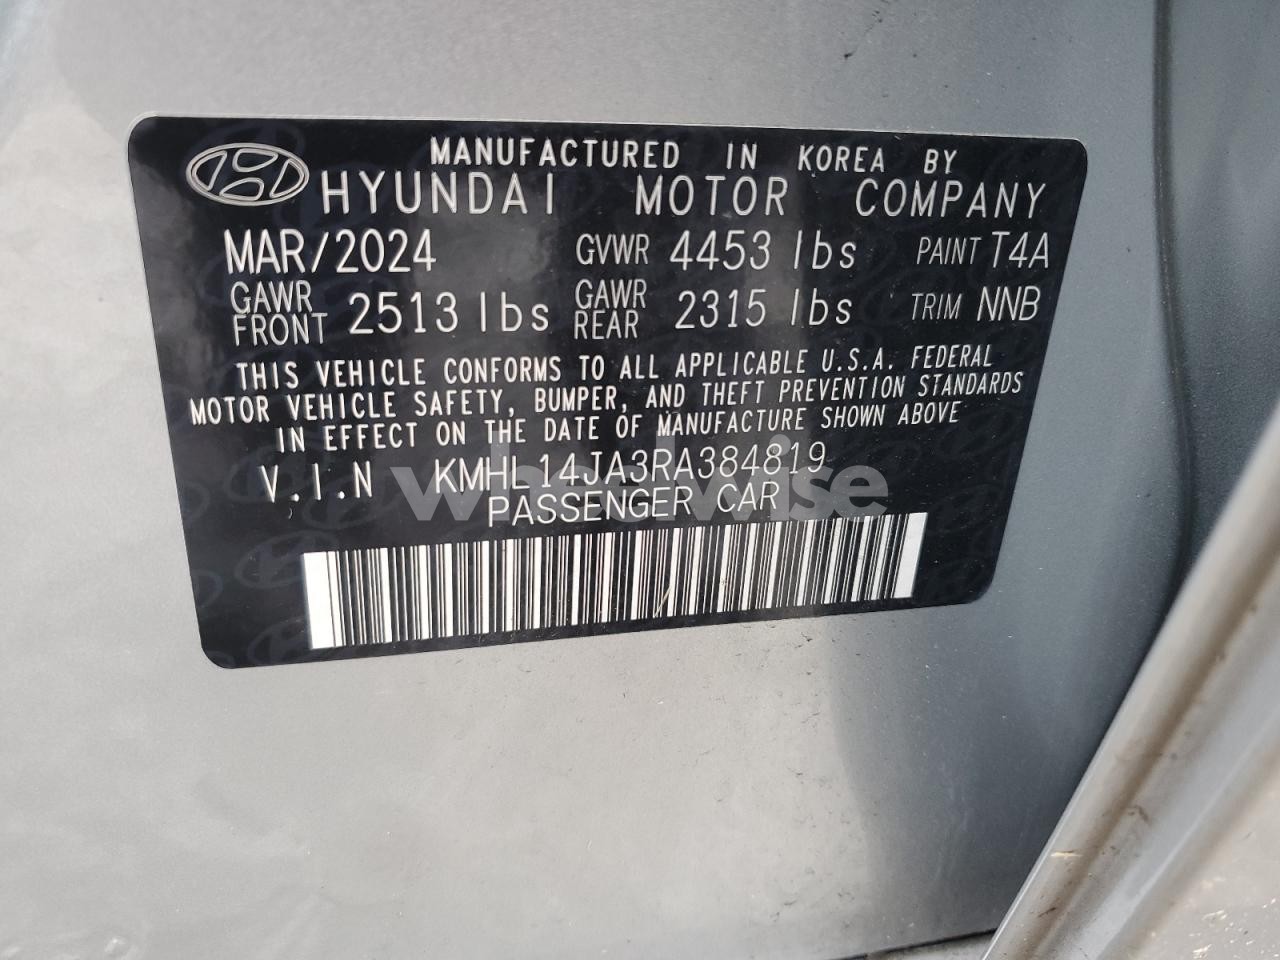 MANUFACTURED IN KOREA BY
HYUNDAI MOTOR COMPANY
MAR/2024 GVWR 4453 lbs PAINT T4A
GAWR FRONT 2513 lbs GAWR REAR 2315 lbs TRIM NNB
THIS VEHICLE CONFORMS TO ALL APPLICABLE U.S.A. FEDERAL
MOTOR VEHICLE SAFETY, BUMPER, AND THEFT PREVENTION STANDARDS
IN EFFECT ON THE DATE OF MANUFACTURE SHOWN ABOVE
V.I.N KMHL14JA3RA384819
PASSENGER CAR
wheelwise